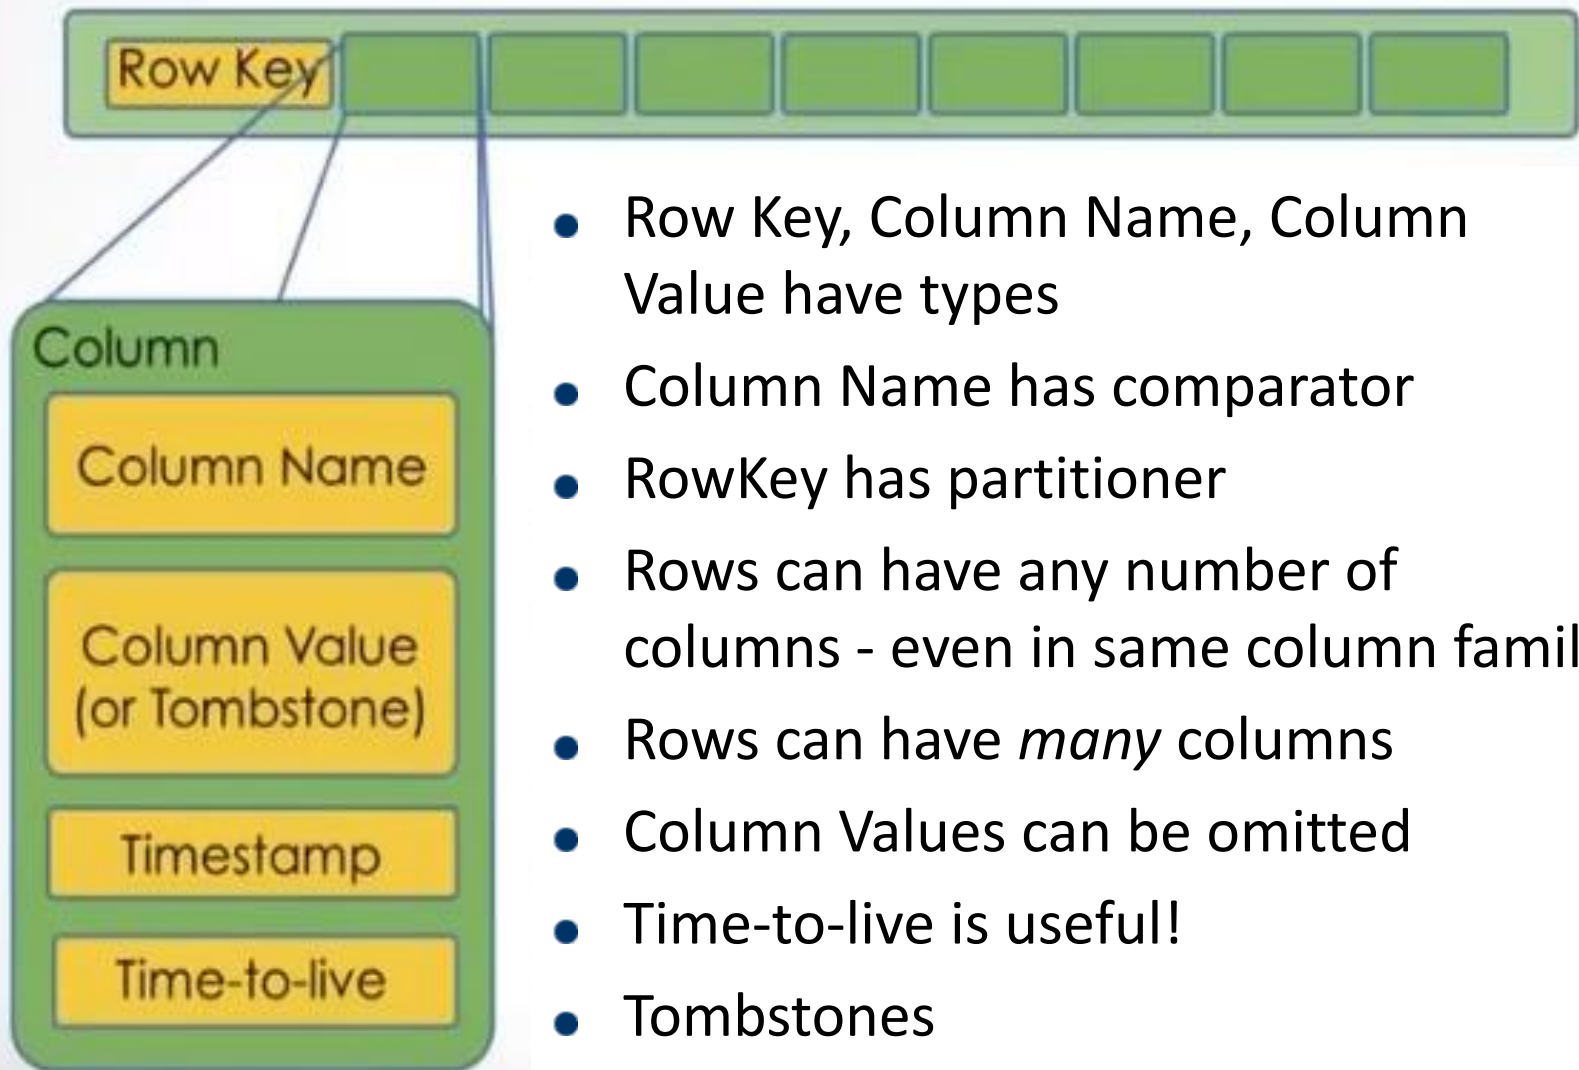 Row Key
Column
Column Name
Column Value
(or Tombstone)
Timestamp
Time-to-live
Row Key, Column Name, Column
Value have types
Column Name has comparator
RowKey has partitioner
Rows can have any number of
columns - even in same column famil
Rows can have many columns
Column Values can be omitted
Time-to-live is useful!
Tombstones